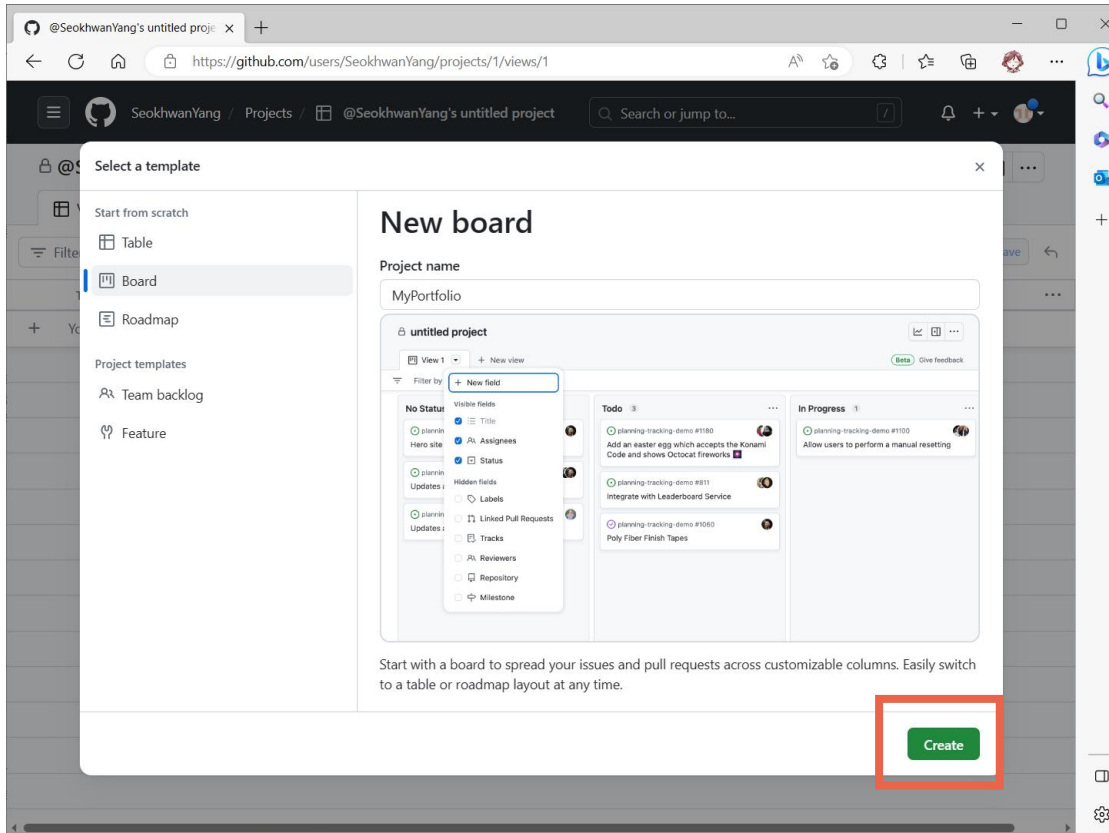 @SeokhwanYang's untitled proje
https://github.com/users/SeokhwanYang/projects/1/views/1
SeokhwanYang / Projects / @SeokhwanYang's untitled project
Search or jump to...
/
@S
Select a template
Start from scratch
Table
Board
Roadmap
Project templates
Team backlog
Feature
Filte
ave
T
Yo
New board
Project name
MyPortfolio
untitled project
View 1
+ New view
Beta Give feedback
Filter by
+ New field
Visible fields
Title
Assignees
Status
Hidden fields
Labels
Linked Pull Requests
Tracks
Reviewers
Repository
Milestone
No Status
plannin
Hero site
plannin
Updates
plannin
Updates
Todo 3
planning-tracking-demo #1180
Add an easter egg which accepts the Konami
Code and shows Octocat fireworks
planning-tracking-demo #811
Integrate with Leaderboard Service
planning-tracking-demo #1060
Poly Fiber Finish Tapes
In Progress 1
planning-tracking-demo #1100
Allow users to perform a manual resetting
Start with a board to spread your issues and pull requests across customizable columns. Easily switch
to a table or roadmap layout at any time.
Create